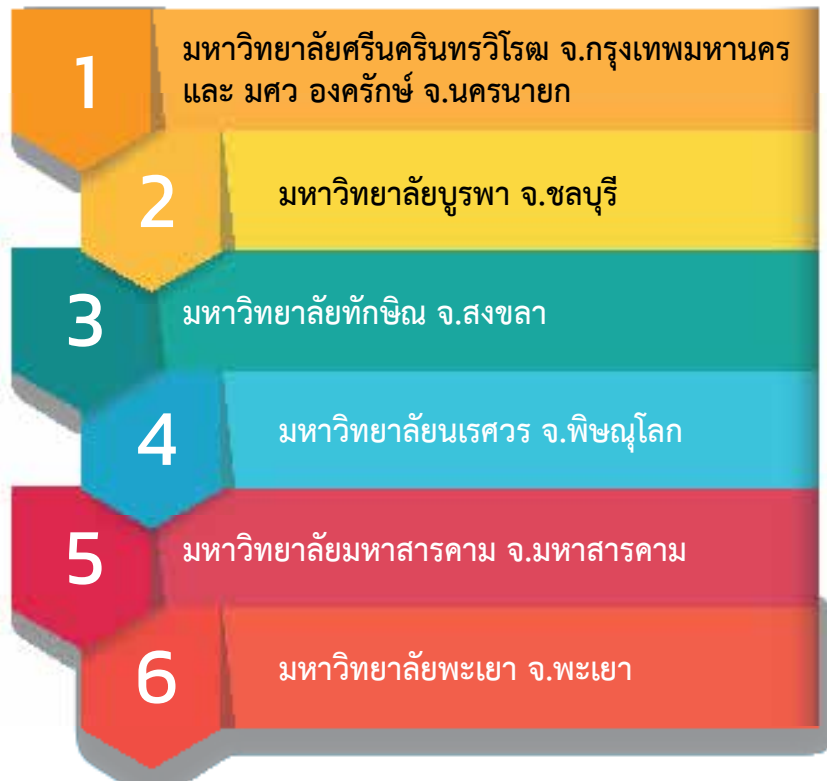 1
มหาวิทยาลัยศรีนครินทรวิโรฒ จ.กรุงเทพมหานคร
และ มศว องครักษ์ จ.นครนายก
2
มหาวิทยาลัยบูรพา จ.ชลบุรี
3
มหาวิทยาลัยทักษิณ จ.สงขลา
4
มหาวิทยาลัยนเรศวร จ.พิษณุโลก
5
มหาวิทยาลัยมหาสารคาม จ.มหาสารคาม
6
มหาวิทยาลัยพะเยา จ.พะเยา